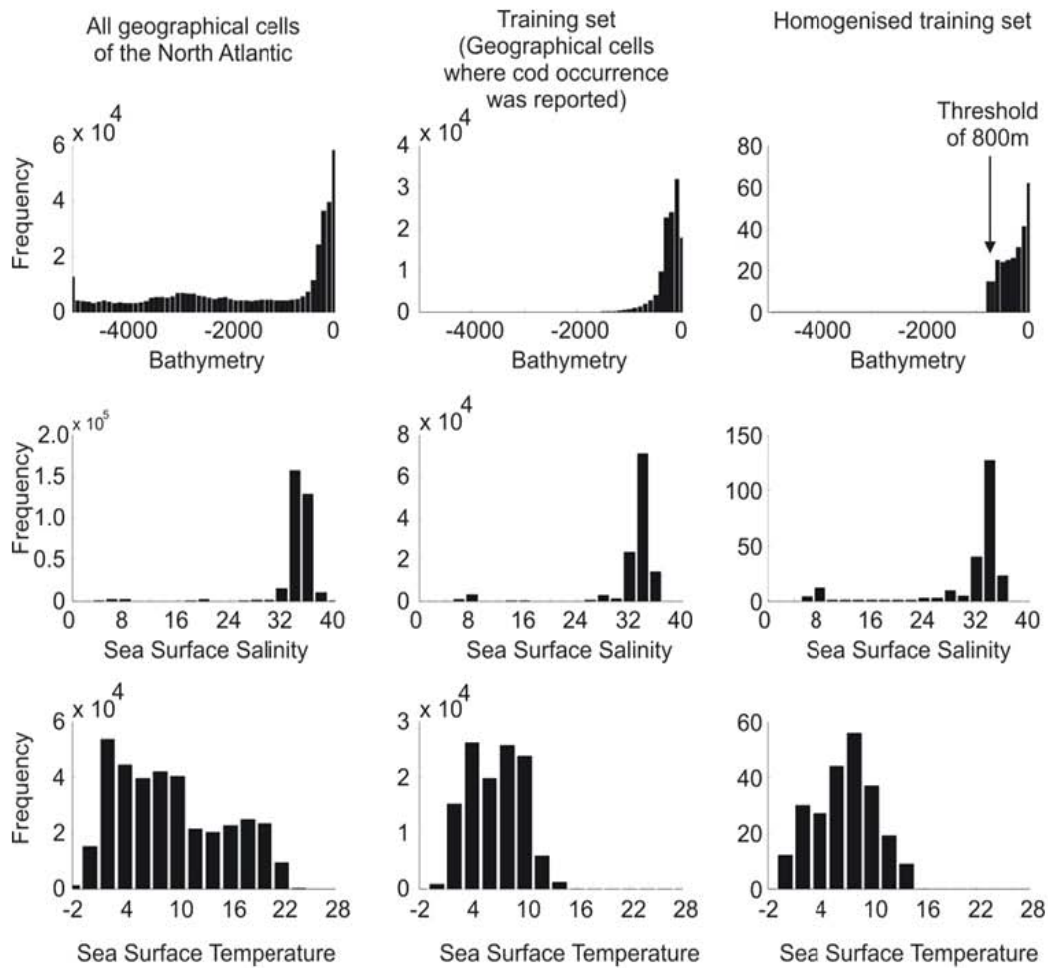 All geographical cells
of the North Atlantic
Training set
(Geographical cells
where cod occurrence
was reported)
Homogenised training set
Threshold
of 800m
x 10^4
6
4
2
0
Frequency
-4000 -2000 0
Bathymetry
x 10^4
4
3
2
1
0
-4000 -2000 0
Bathymetry
80
60
40
20
0
-4000 -2000 0
Bathymetry
x 10^5
2.0
1.5
1.0
0.5
0
Frequency
0 8 16 24 32 40
Sea Surface Salinity
x 10^4
8
6
4
2
0
0 8 16 24 32 40
Sea Surface Salinity
150
100
50
0
0 8 16 24 32 40
Sea Surface Salinity
x 10^4
6
4
2
0
Frequency
-2 4 10 16 22 28
Sea Surface Temperature
x 10^4
3
2
1
0
-2 4 10 16 22 28
Sea Surface Temperature
60
40
20
0
-2 4 10 16 22 28
Sea Surface Temperature